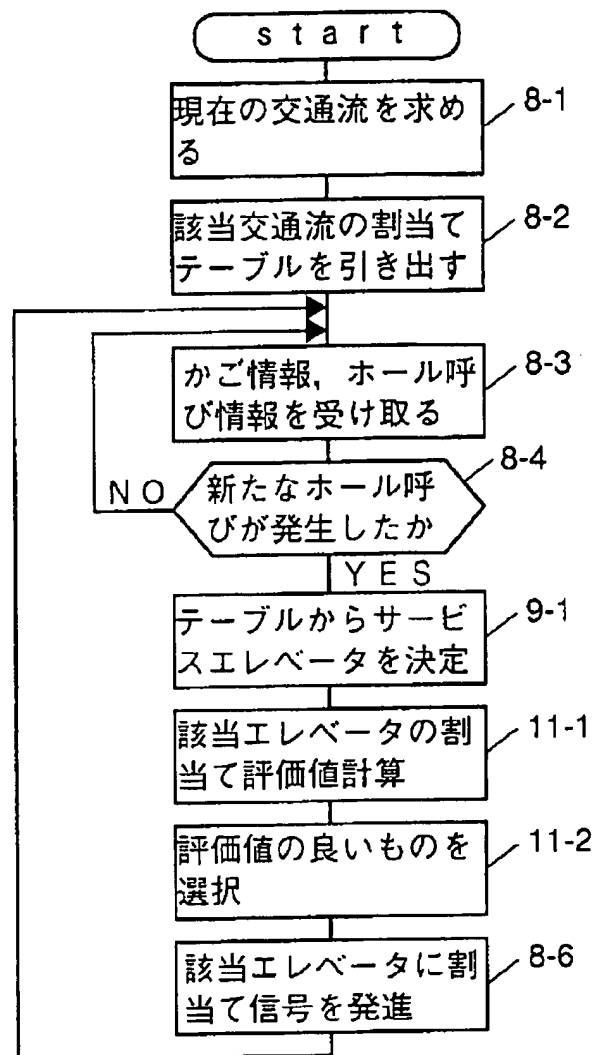 start
現在の交通流を求め
る
8-1
該当交通流の割当て
テーブルを引き出す
8-2
かご情報，ホール呼
び情報を受け取る
8-3
新たなホール呼
びが発生したか
8-4
NO
YES
テーブルからサービ
スエレベータを決定
9-1
該当エレベータの割
当て評価値計算
11-1
評価値の良いものを
選択
11-2
該当エレベータに割
当て信号を発進
8-6